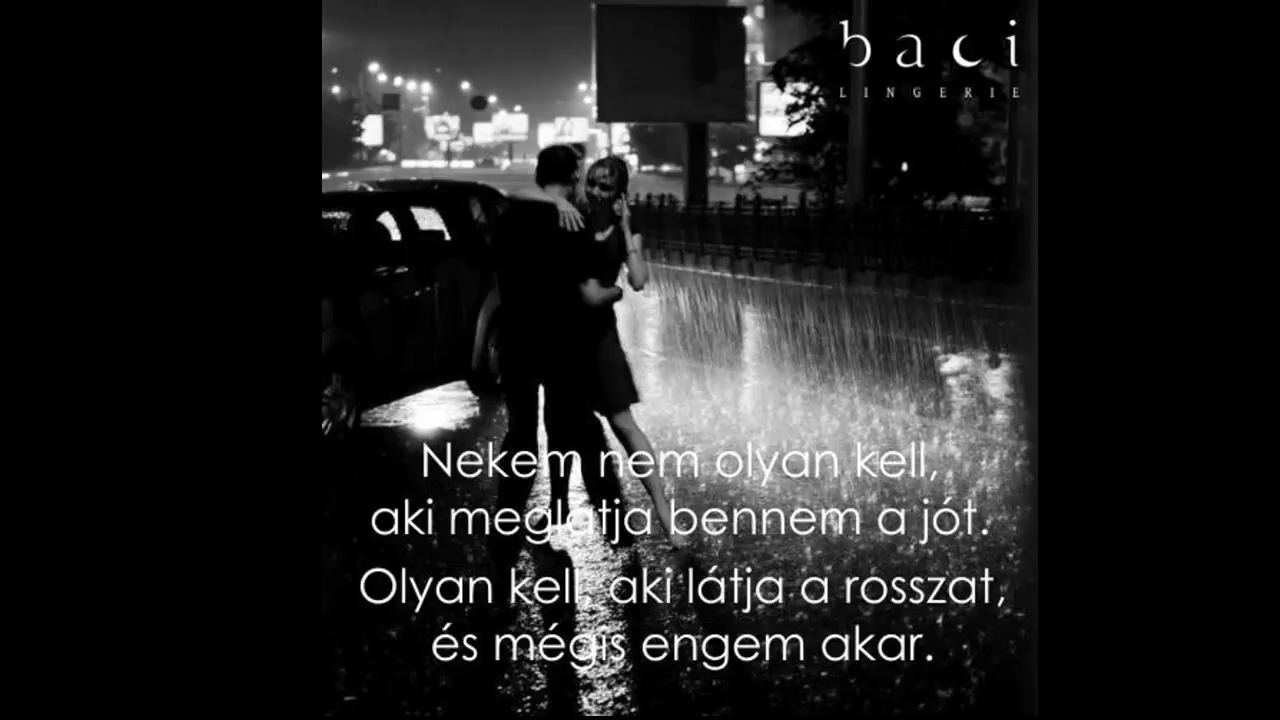 baci
LINGERIE
Nekem nem olyan kell,
aki meglátja bennem a jót.
Olyan kell, aki látja a rosszat,
és mégis engem akar.